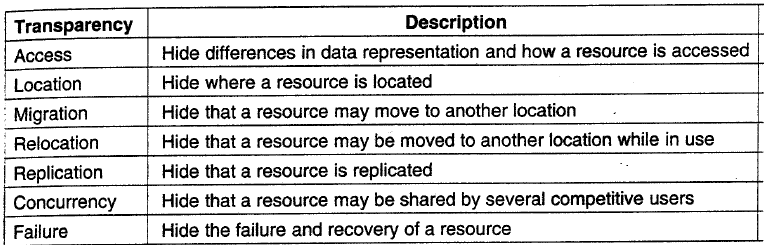 Transparency Description
Access Hide differences in data representation and how a resource is accessed
Location Hide where a resource is located
Migration Hide that a resource may move to another location
Relocation Hide that a resource may be moved to another location while in use
Replication Hide that a resource is replicated
Concurrency Hide that a resource may be shared by several competitive users
Failure Hide the failure and recovery of a resource